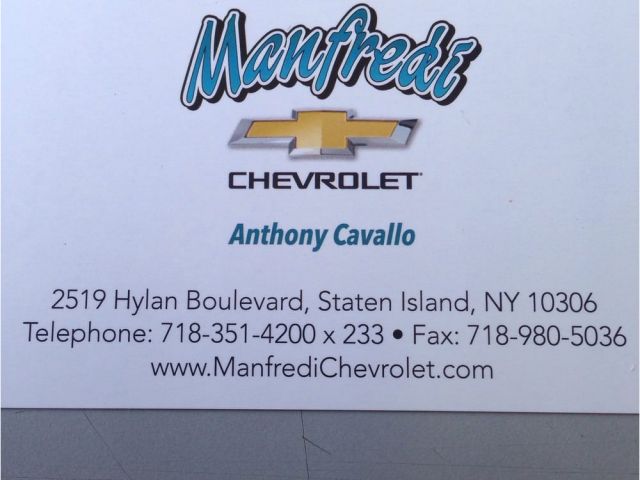 Manfredi
CHEVROLET
Anthony Cavallo
2519 Hylan Boulevard, Staten Island, NY 10306
Telephone: 718-351-4200 x 233 • Fax: 718-980-5036
www.ManfrediChevrolet.com